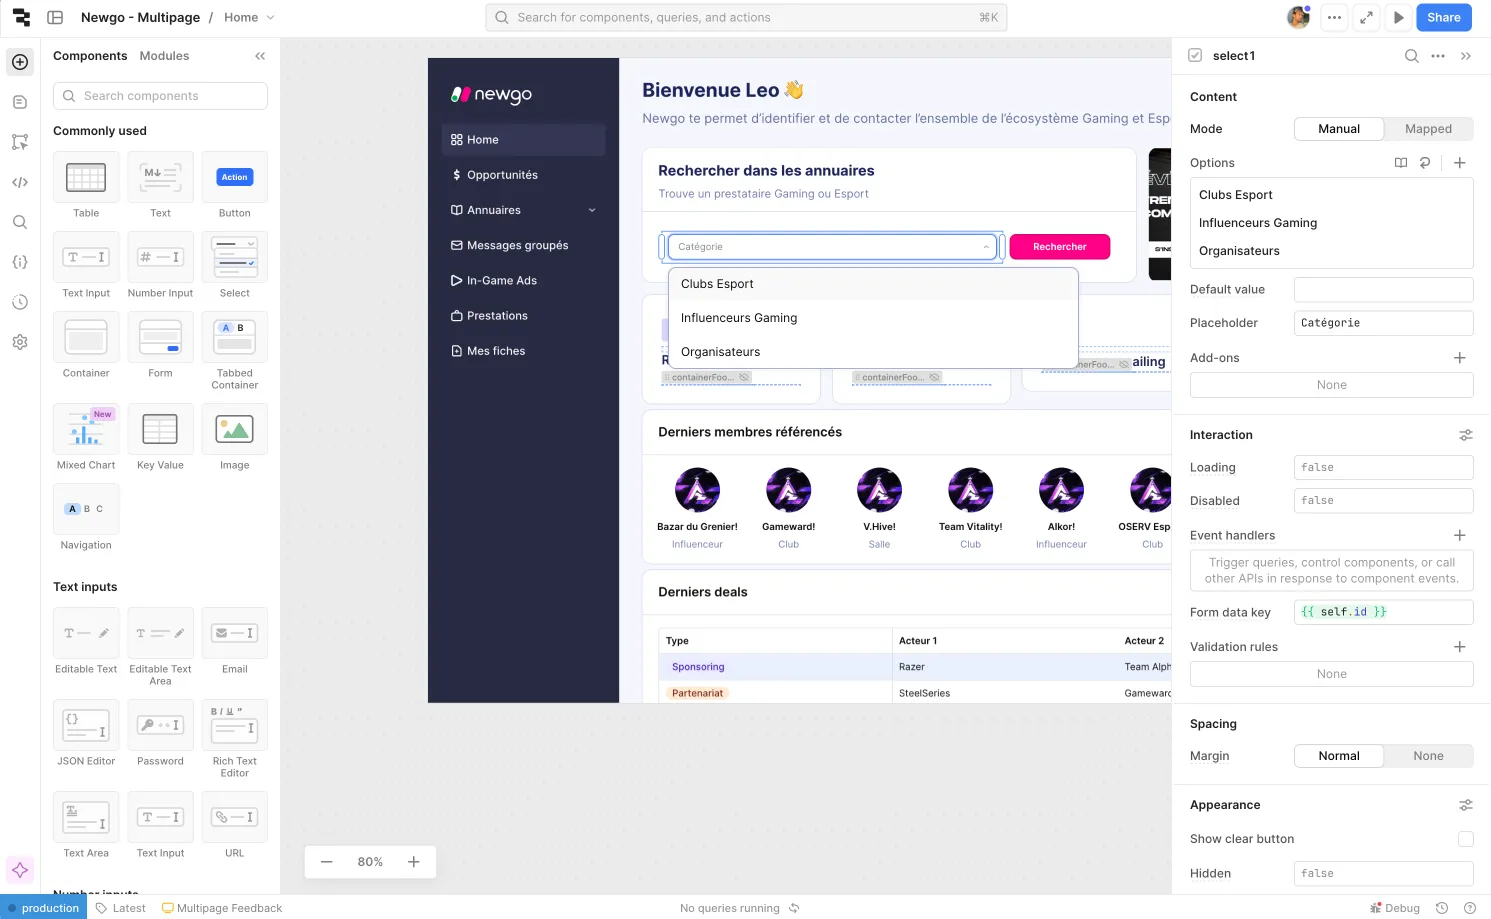 Newgo - Multipage / Home
Search for components, queries, and actions
⌘K
Share
Components
Modules
Search components
Commonly used
Table
Text
Action
Button
Text Input
Number Input
Select
Container
Form
A B
Tabbed
Container
New
Mixed Chart
Key Value
Image
A B C
Navigation
Text inputs
Editable Text
Editable Text
Area
Email
JSON Editor
Password
Rich Text
Editor
Text Area
Text Input
URL
Number inputs
newgo
Home
Opportunités
Annuaires
Messages groupés
In-Game Ads
Prestations
Mes fiches
Bienvenue Leo 👋
Newgo te permet d'identifier et de contacter l'ensemble de l'écosystème Gaming et Esp
Rechercher dans les annuaires
Trouve un prestataire Gaming ou Esport
Catégorie
Rechercher
Clubs Esport
Influenceurs Gaming
Organisateurs
ailing
containerFoo...
containerFoo...
nerFoo...
Derniers membres référencés
Bazar du Grenier!
Influenceur
Gameward!
Club
V.Hive!
Salle
Team Vitality!
Club
Alkor!
Influenceur
OSERV Esp
Club
Derniers deals
Type
Acteur 1
Acteur 2
Sponsoring
Razer
Team Alph
Partenariat
SteelSeries
Gameward
80%
select1
Content
Mode
Manual
Mapped
Options
Clubs Esport
Influenceurs Gaming
Organisateurs
Default value
Placeholder
Catégorie
Add-ons
None
Interaction
Loading
false
Disabled
false
Event handlers
Trigger queries, control components, or call
other APIs in response to component events.
Form data key
{{ self.id }}
Validation rules
None
Spacing
Margin
Normal
None
Appearance
Show clear button
Hidden
false
production
Latest
Multipage Feedback
No queries running
Debug